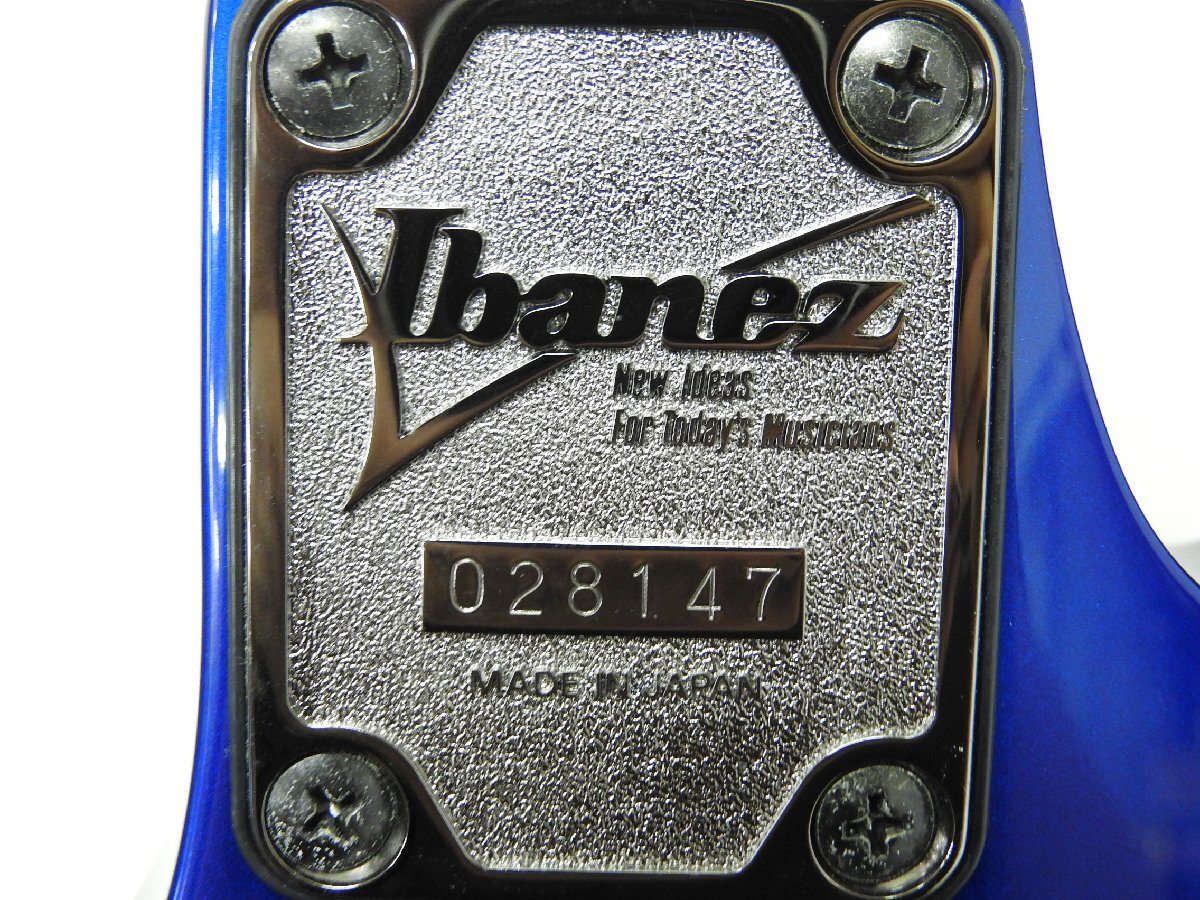 Ibanez
New Ideas
For Today's Musicians
028147
MADE IN JAPAN